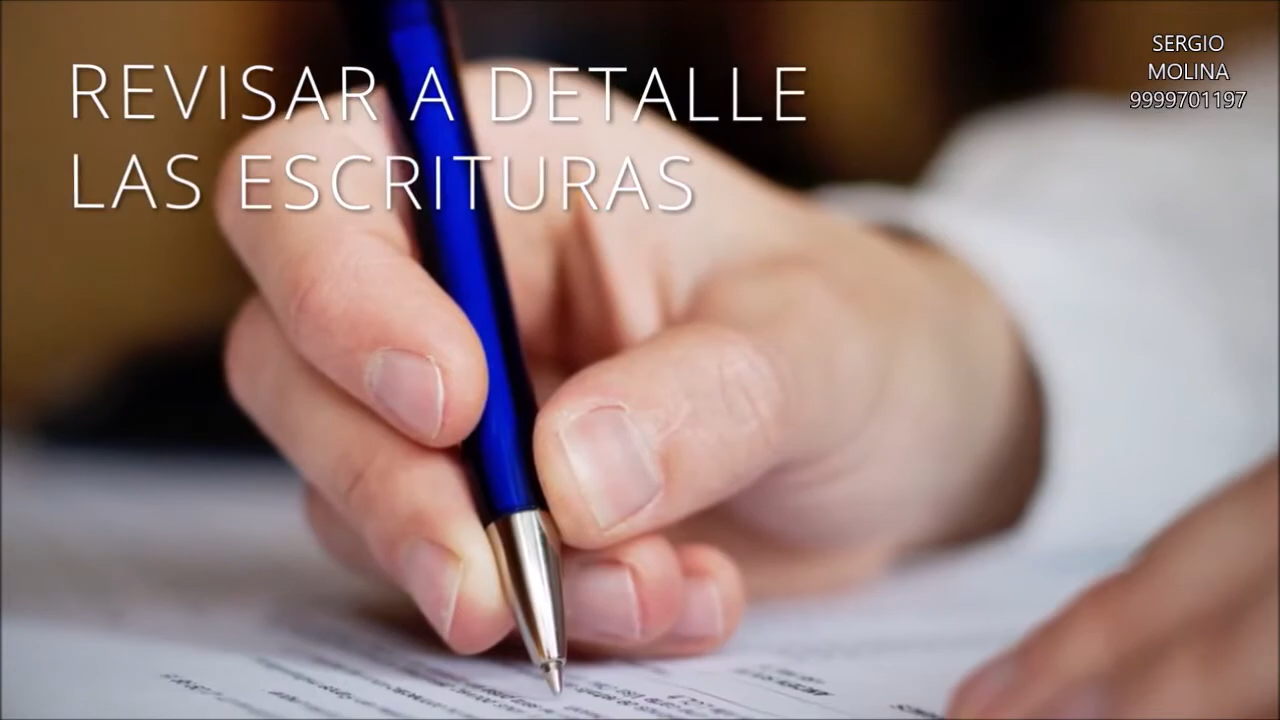 REVISAR A DETALLE
LAS ESCRITURAS
SERGIO
MOLINA
9999701197